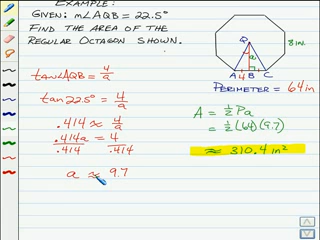 EXAMPLE:
GIVEN: m∠AQB = 22.5°
FIND THE AREA OF THE
REGULAR OCTAGON SHOWN.
Q
8 in.
a
A 4 B C
PERIMETER = 64 in
tan∠AQB = 4/a
tan 22.5° = 4/a
.414 ≈ 4/a
.414a = 4
.414 .414
a ≈ 9.7
A = ½Pa
= ½(64)(9.7)
≈ 310.4 in²